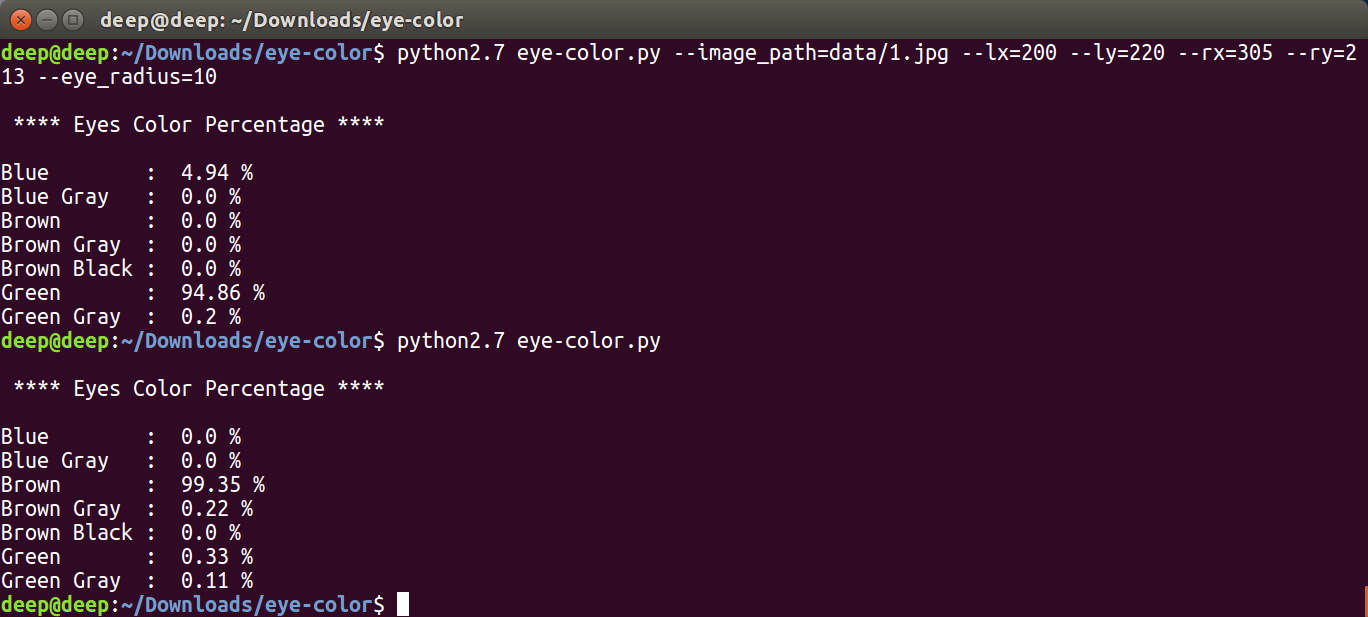 deep@deep: ~/Downloads/eye-color
deep@deep:~/Downloads/eye-color$ python2.7 eye-color.py --image_path=data/1.jpg --lx=200 --ly=220 --rx=305 --ry=2
13 --eye_radius=10
**** Eyes Color Percentage ****
Blue : 4.94 %
Blue Gray : 0.0 %
Brown : 0.0 %
Brown Gray : 0.0 %
Brown Black : 0.0 %
Green : 94.86 %
Green Gray : 0.2 %
deep@deep:~/Downloads/eye-color$ python2.7 eye-color.py
**** Eyes Color Percentage ****
Blue : 0.0 %
Blue Gray : 0.0 %
Brown : 99.35 %
Brown Gray : 0.22 %
Brown Black : 0.0 %
Green : 0.33 %
Green Gray : 0.11 %
deep@deep:~/Downloads/eye-color$